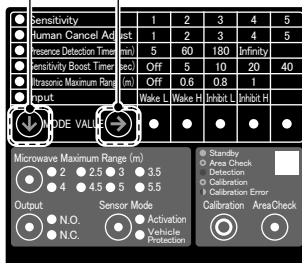 Sensitivity 1 2 3 4 5
Human Cancel Adjust 1 2 3 4 5
Presence Detection Timer (min) 5 60 180 Infinity
Sensitivity Boost Timer (sec) Off 5 10 20 40
Ultrasonic Maximum Range (m) Off 0.6 0.8 1
Input Wake L Wake H Inhibit L Inhibit H
MODE VALUE
Microwave Maximum Range (m)
2 2.5 3 3.5
4 4.5 5 5.5
Output Sensor Mode
N.O. Activation
N.C. Vehicle
Protection
Standby
Area Check
Detection
Calibration
Calibration Error
Calibration AreaCheck